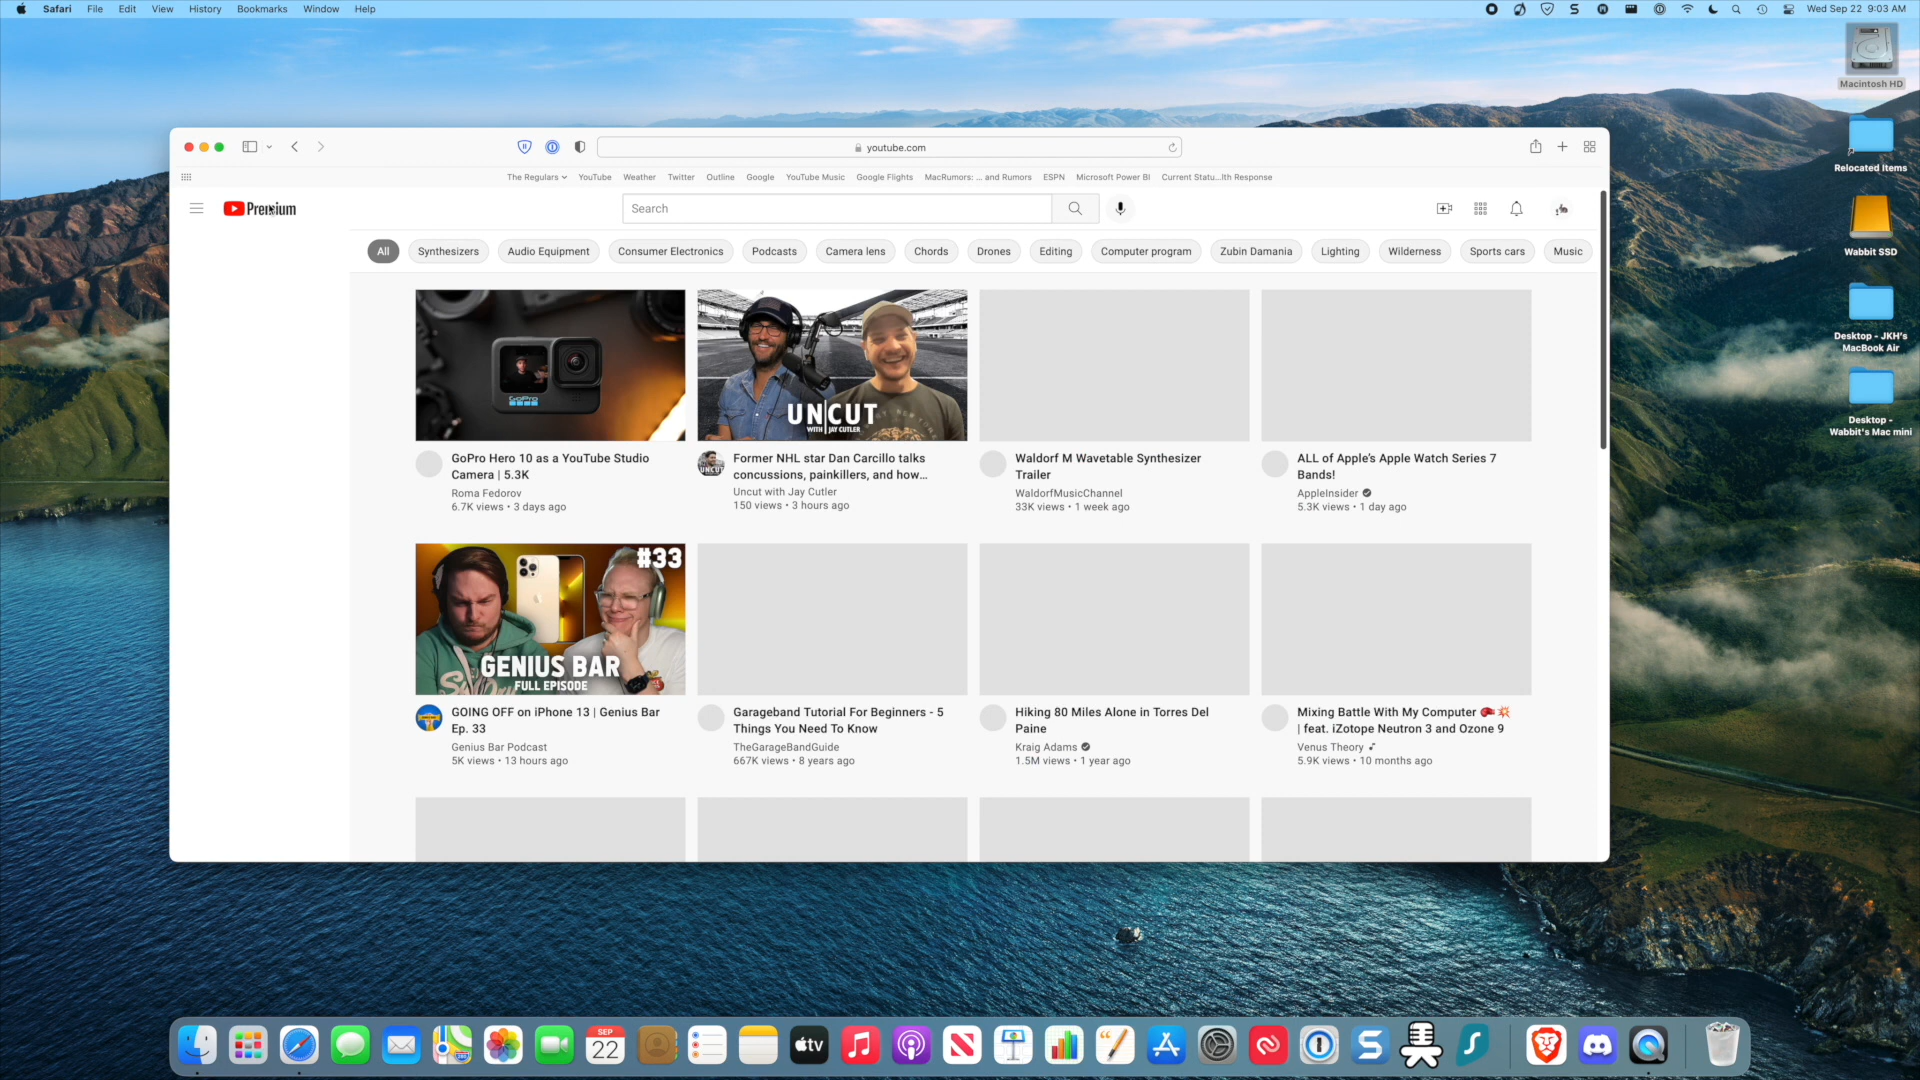 Safari File Edit View History Bookmarks Window Help
Wed Sep 22 9:03 AM
Macintosh HD
Relocated Items
Wabbit SSD
Desktop - JKH's
MacBook Air
Desktop -
Wabbit's Mac mini
youtube.com
The Regulars YouTube Weather Twitter Outline Google YouTube Music Google Flights MacRumors: ... and Rumors ESPN Microsoft Power BI Current Statu...lth Response
Premium
Search
All Synthesizers Audio Equipment Consumer Electronics Podcasts Camera lens Chords Drones Editing Computer program Zubin Damania Lighting Wilderness Sports cars Music
GoPro
UNCUT
WITH JAY CUTLER
GoPro Hero 10 as a YouTube Studio
Camera | 5.3K
Roma Fedorov
6.7K views • 3 days ago
UNCUT
Former NHL star Dan Carcillo talks
concussions, painkillers, and how...
Uncut with Jay Cutler
150 views • 3 hours ago
Waldorf M Wavetable Synthesizer
Trailer
WaldorfMusicChannel
33K views • 1 week ago
ALL of Apple's Apple Watch Series 7
Bands!
AppleInsider
5.3K views • 1 day ago
#33
GENIUS BAR
FULL EPISODE
GOING OFF on iPhone 13 | Genius Bar
Ep. 33
Genius Bar Podcast
5K views • 13 hours ago
Garageband Tutorial For Beginners - 5
Things You Need To Know
TheGarageBandGuide
667K views • 8 years ago
Hiking 80 Miles Alone in Torres Del
Paine
Kraig Adams
1.5M views • 1 year ago
Mixing Battle With My Computer 🥊💥
| feat. iZotope Neutron 3 and Ozone 9
Venus Theory
5.9K views • 10 months ago
SEP
22
tv